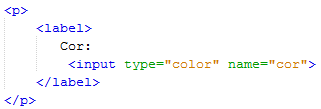 <p>
<label>
Cor:
<input type="color" name="cor">
</label>
</p>